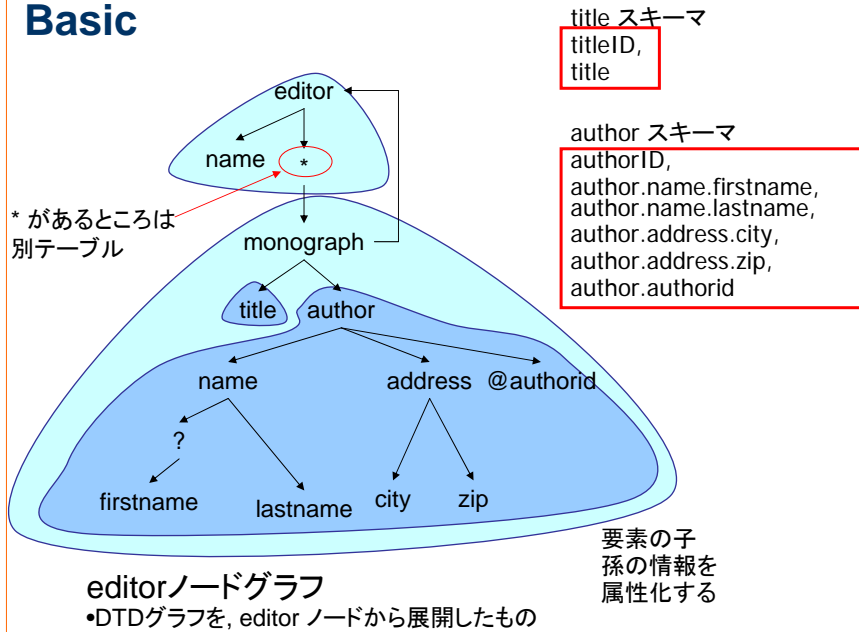 Basic
editor
name
*
* があるところは
別テーブル
monograph
title author
name
address @authorid
?
firstname
lastname
city
zip
editorノードグラフ
•DTDグラフを, editor ノードから展開したもの
title スキーマ
titleID,
title
author スキーマ
authorID,
author.name.firstname,
author.name.lastname,
author.address.city,
author.address.zip,
author.authorid
要素の子
孫の情報を
属性化する